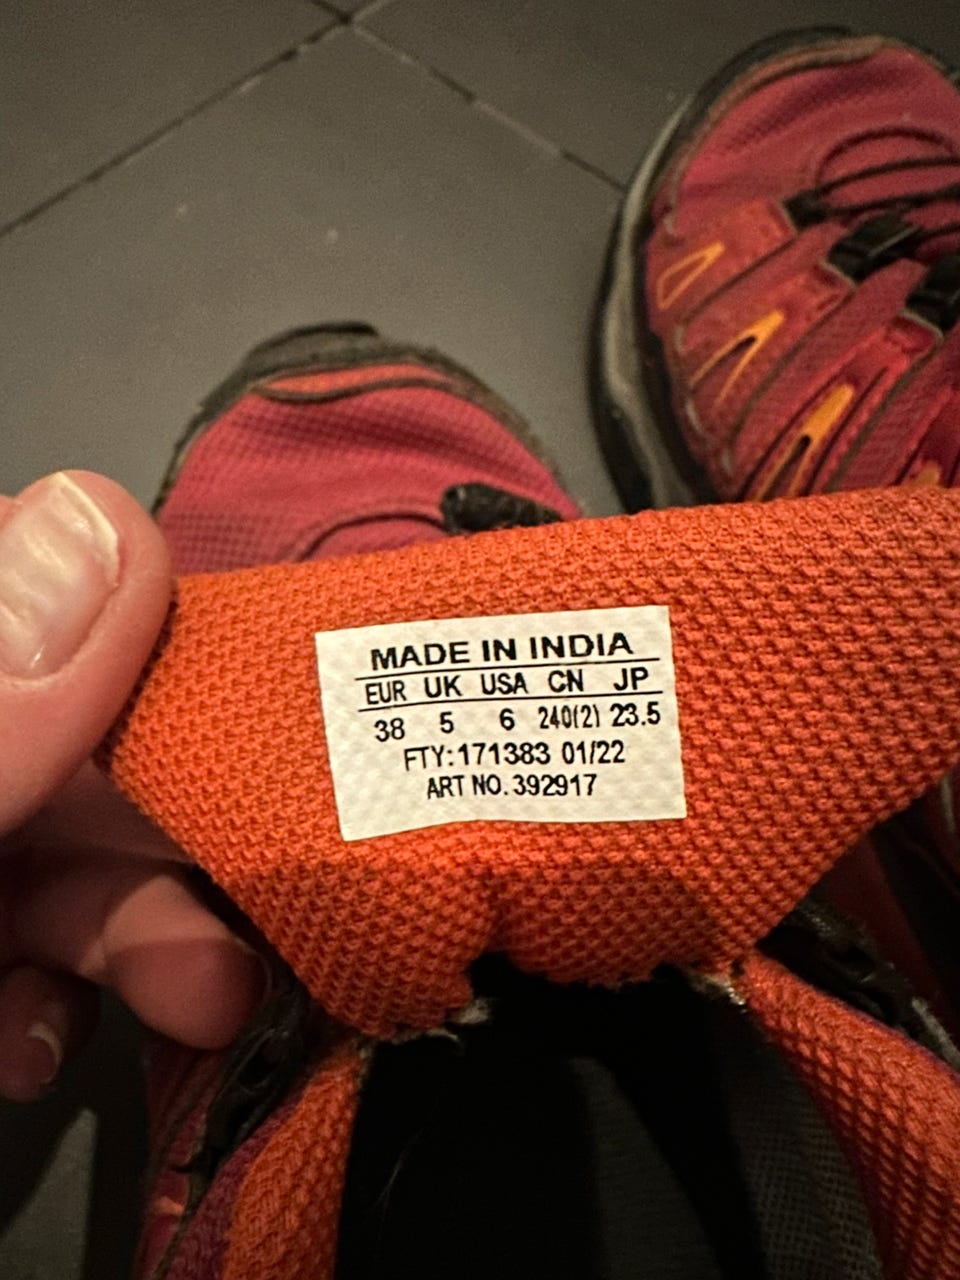 MADE IN INDIA
EUR UK USA CN JP
38 5 6 240(2) 23.5
FTY:171383 01/22
ART NO. 392917